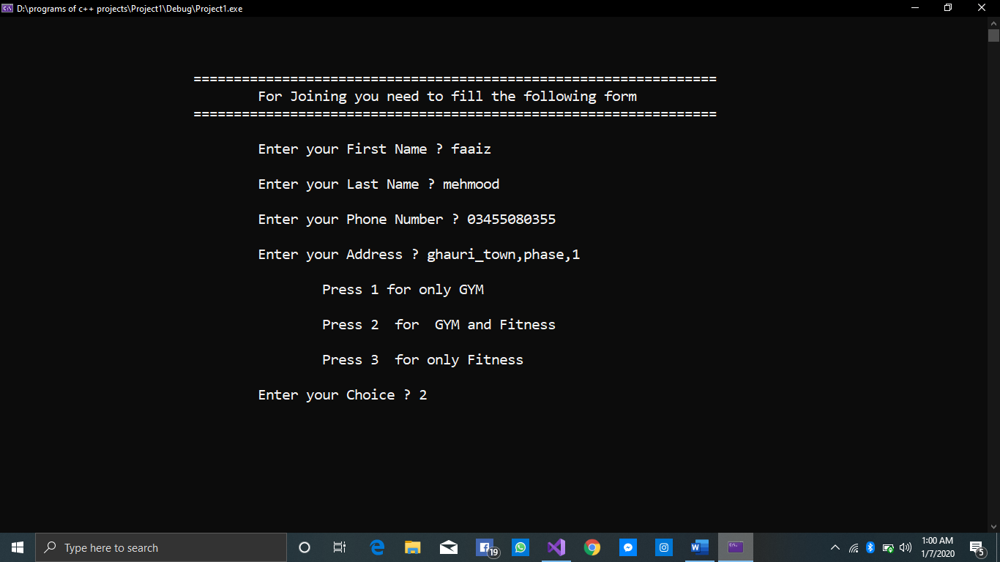 D:\programs of c++ projects\Project1\Debug\Project1.exe
=================================================================
For Joining you need to fill the following form
=================================================================
Enter your First Name ? faaiz
Enter your Last Name ? mehmood
Enter your Phone Number ? 03455080355
Enter your Address ? ghauri_town,phase,1
Press 1 for only GYM
Press 2  for  GYM and Fitness
Press 3  for only Fitness
Enter your Choice ? 2
Type here to search
19
1:00 AM
1/7/2020
5